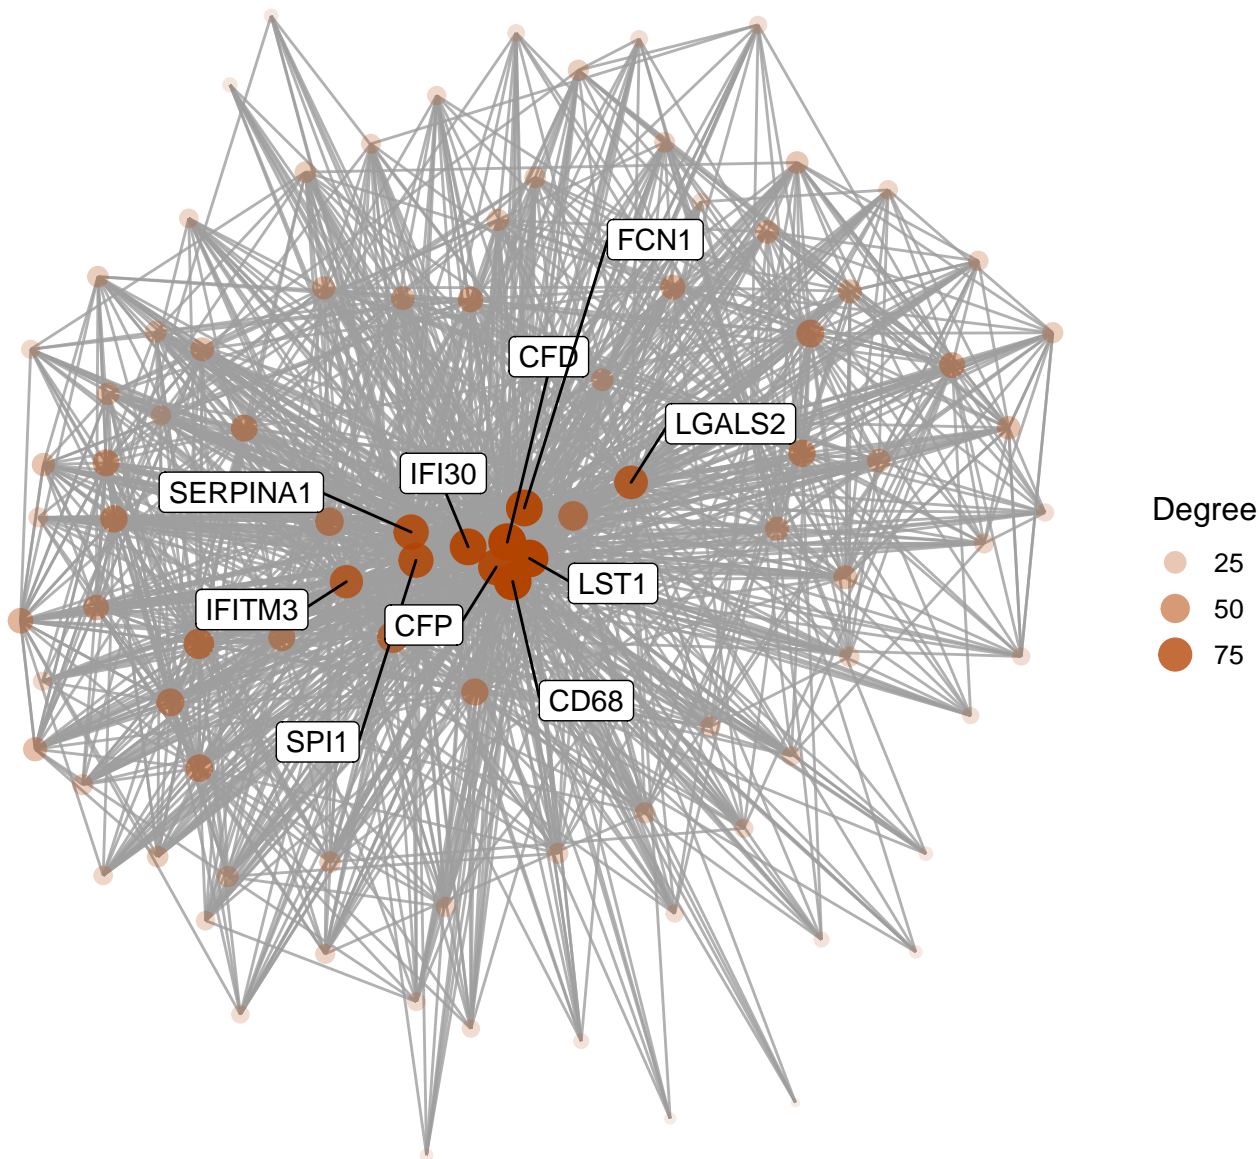 FCN1
CFD
LGALS2
IFI30
SERPINA1
LST1
IFITM3
CFP
CD68
SPI1
Degree
25
50
75